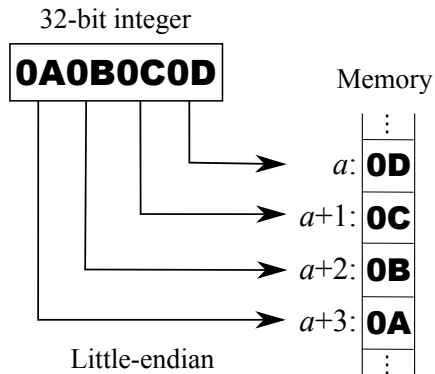 32-bit integer
0A0B0C0D
Memory
⋮
a: 0D
a+1: 0C
a+2: 0B
a+3: 0A
⋮
Little-endian